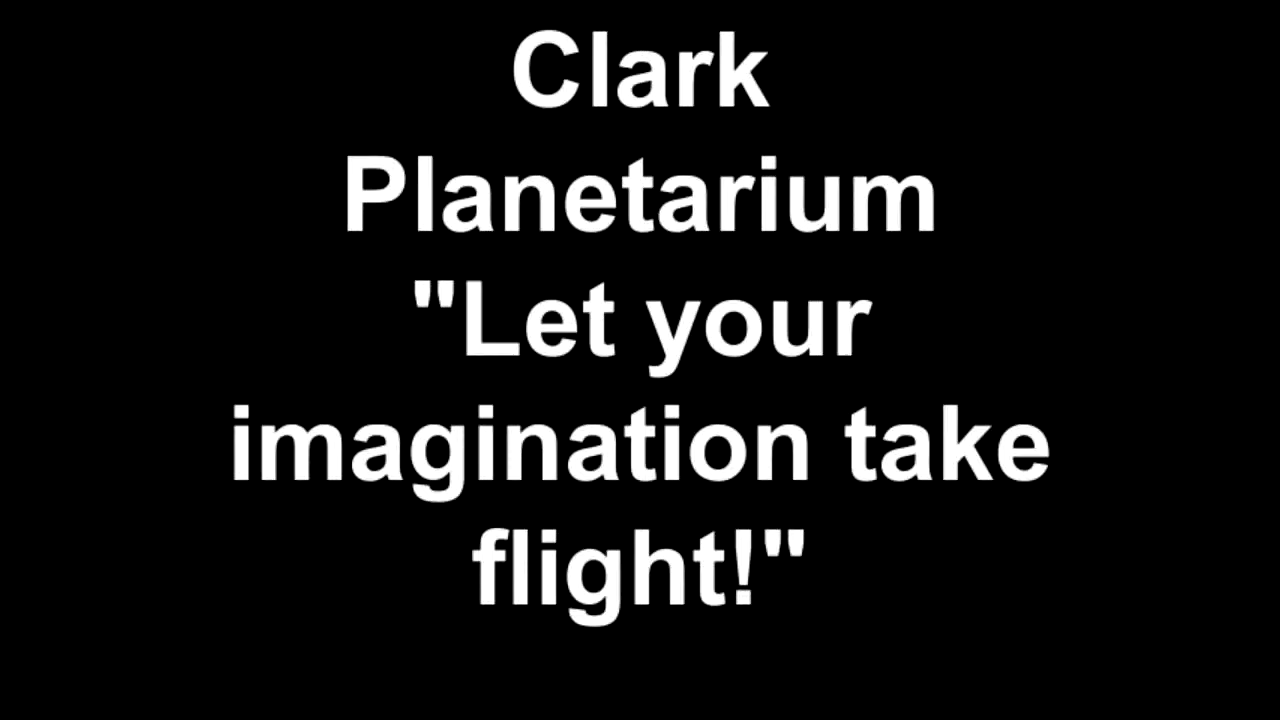 Clark
Planetarium
"Let your
imagination take
flight!"